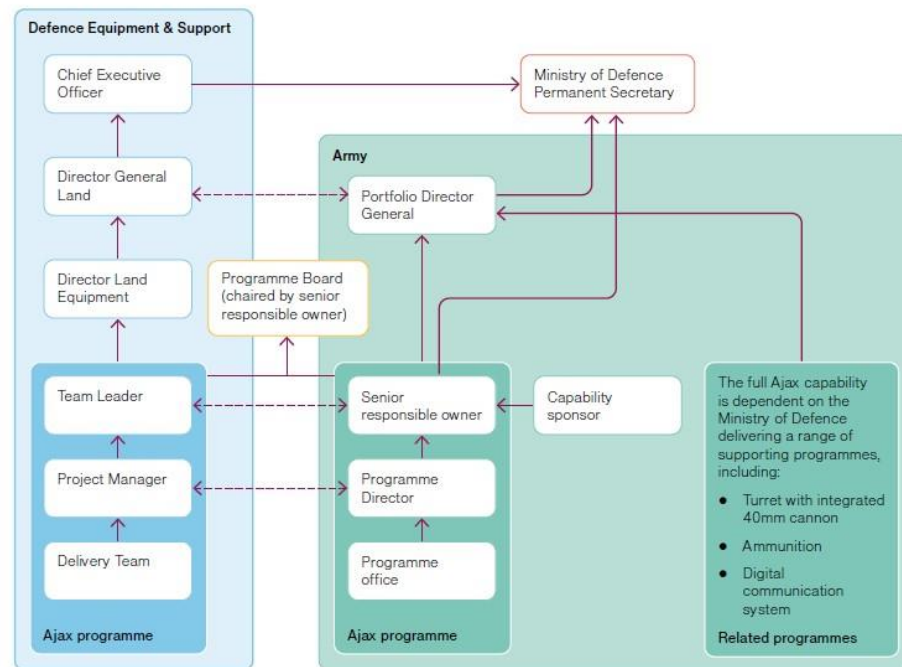 Defence Equipment & Support
Chief Executive
Officer
Ministry of Defence
Permanent Secretary
Army
Director General
Land
Portfolio Director
General
Director Land
Equipment
Programme Board
(chaired by senior
responsible owner)
Team Leader
Senior
responsible owner
Capability
sponsor
Project Manager
Programme
Director
Delivery Team
Programme
office
Ajax programme
Ajax programme
The full Ajax capability
is dependent on the
Ministry of Defence
delivering a range of
supporting programmes,
including:
● Turret with integrated
40mm cannon
● Ammunition
● Digital
communication
system
Related programmes